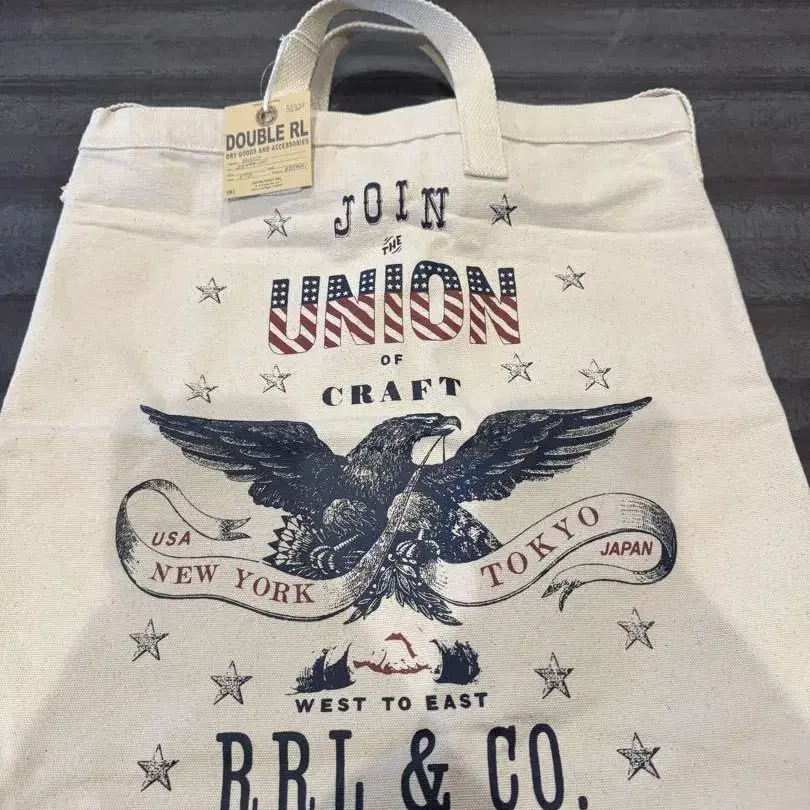 DOUBLE RL
DRY GOODS AND ACCESSORIES
JOIN
THE
UNION
OF
CRAFT
USA
NEW YORK
TOKYO
JAPAN
WEST TO EAST
RRL & CO.